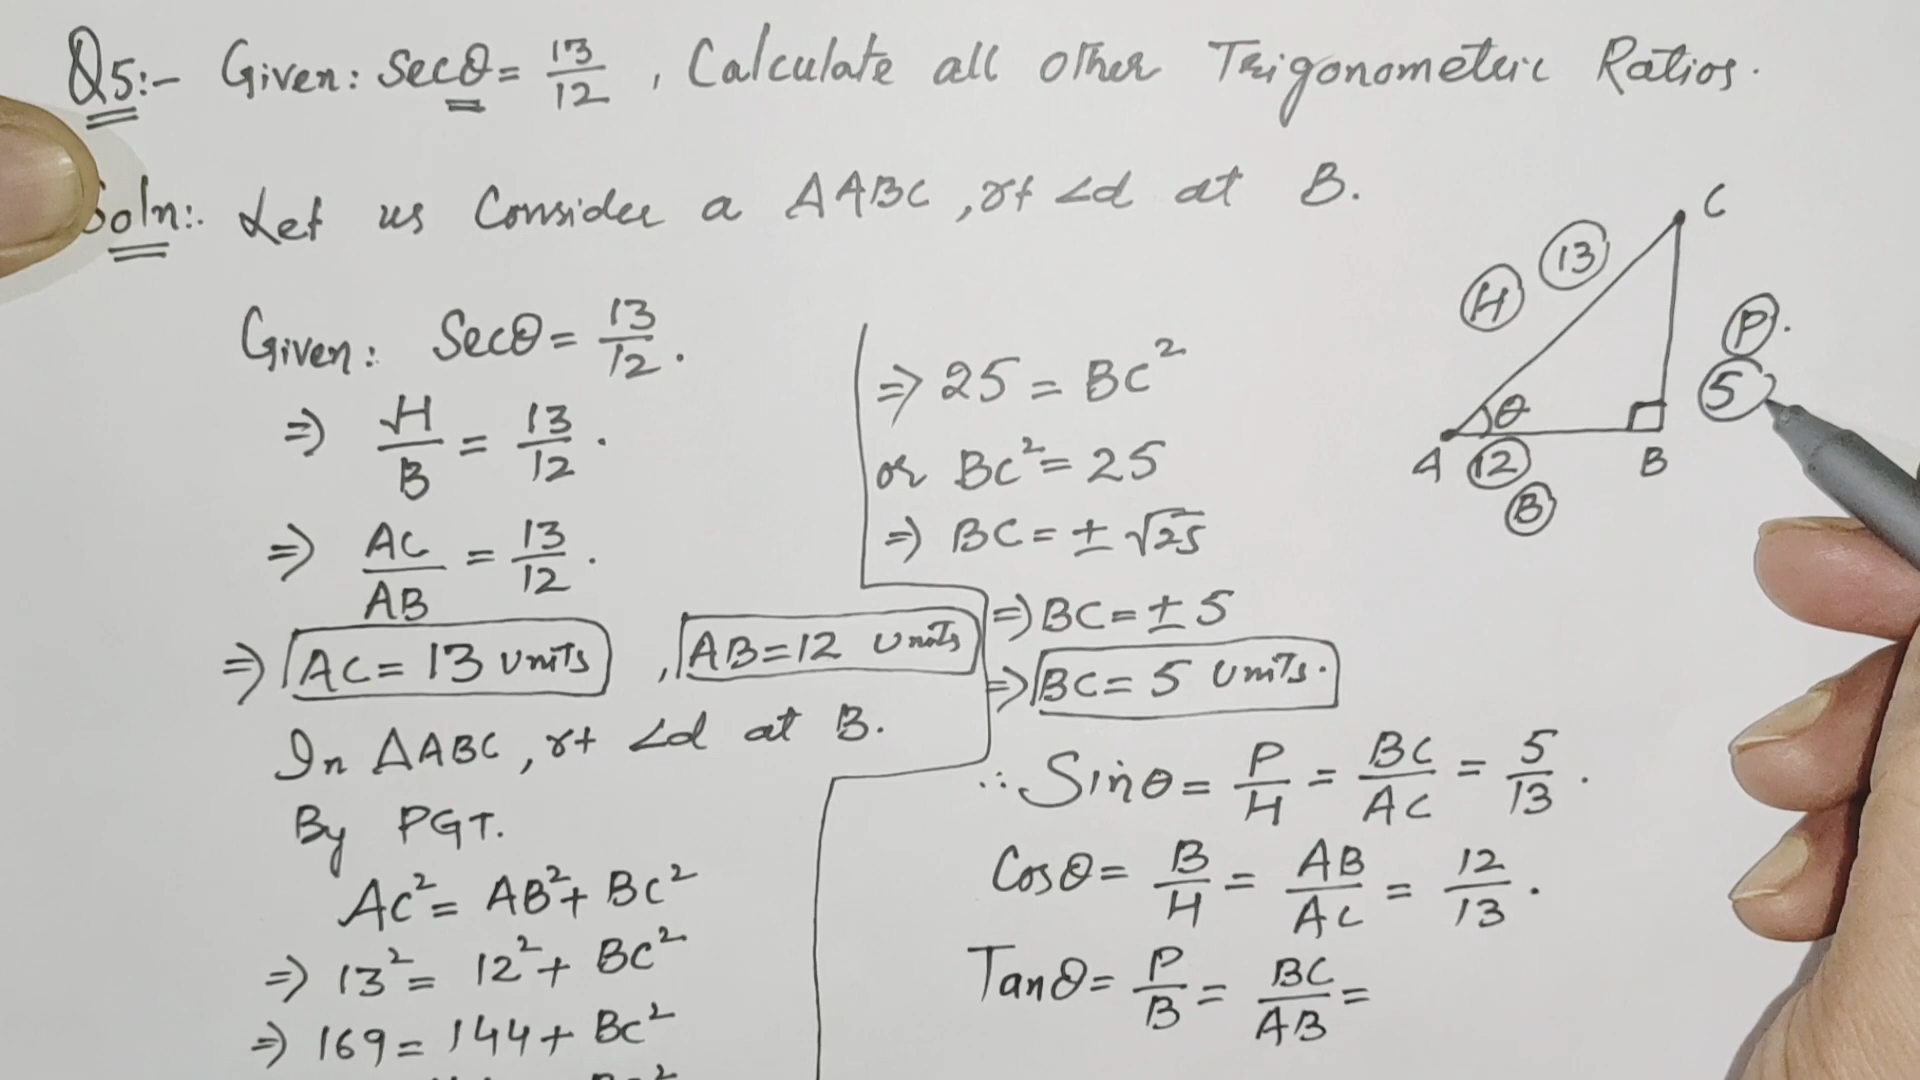 Q5:- Given: Secθ = 13/12 , Calculate all other Trigonometric Ratios.
Soln:. Let us Consider a ΔABC , rt ∠d at B.
Given: Secθ = 13/12 .
⇒ H/B = 13/12 .
⇒ AC/AB = 13/12 .
⇒ AC = 13 Units , AB = 12 Units
In ΔABC , rt ∠d at B.
By PGT.
AC² = AB² + BC²
⇒ 13² = 12² + BC²
⇒ 169 = 144 + BC²
⇒ 25 = BC²
or BC² = 25
⇒ BC = ± √25
⇒ BC = ± 5
⇒ BC = 5 Units.
∴ Sinθ = P/H = BC/AC = 5/13 .
Cosθ = B/H = AB/AC = 12/13 .
Tanθ = P/B = BC/AB =
C
13
H
P.
5
θ
A 12 B
B